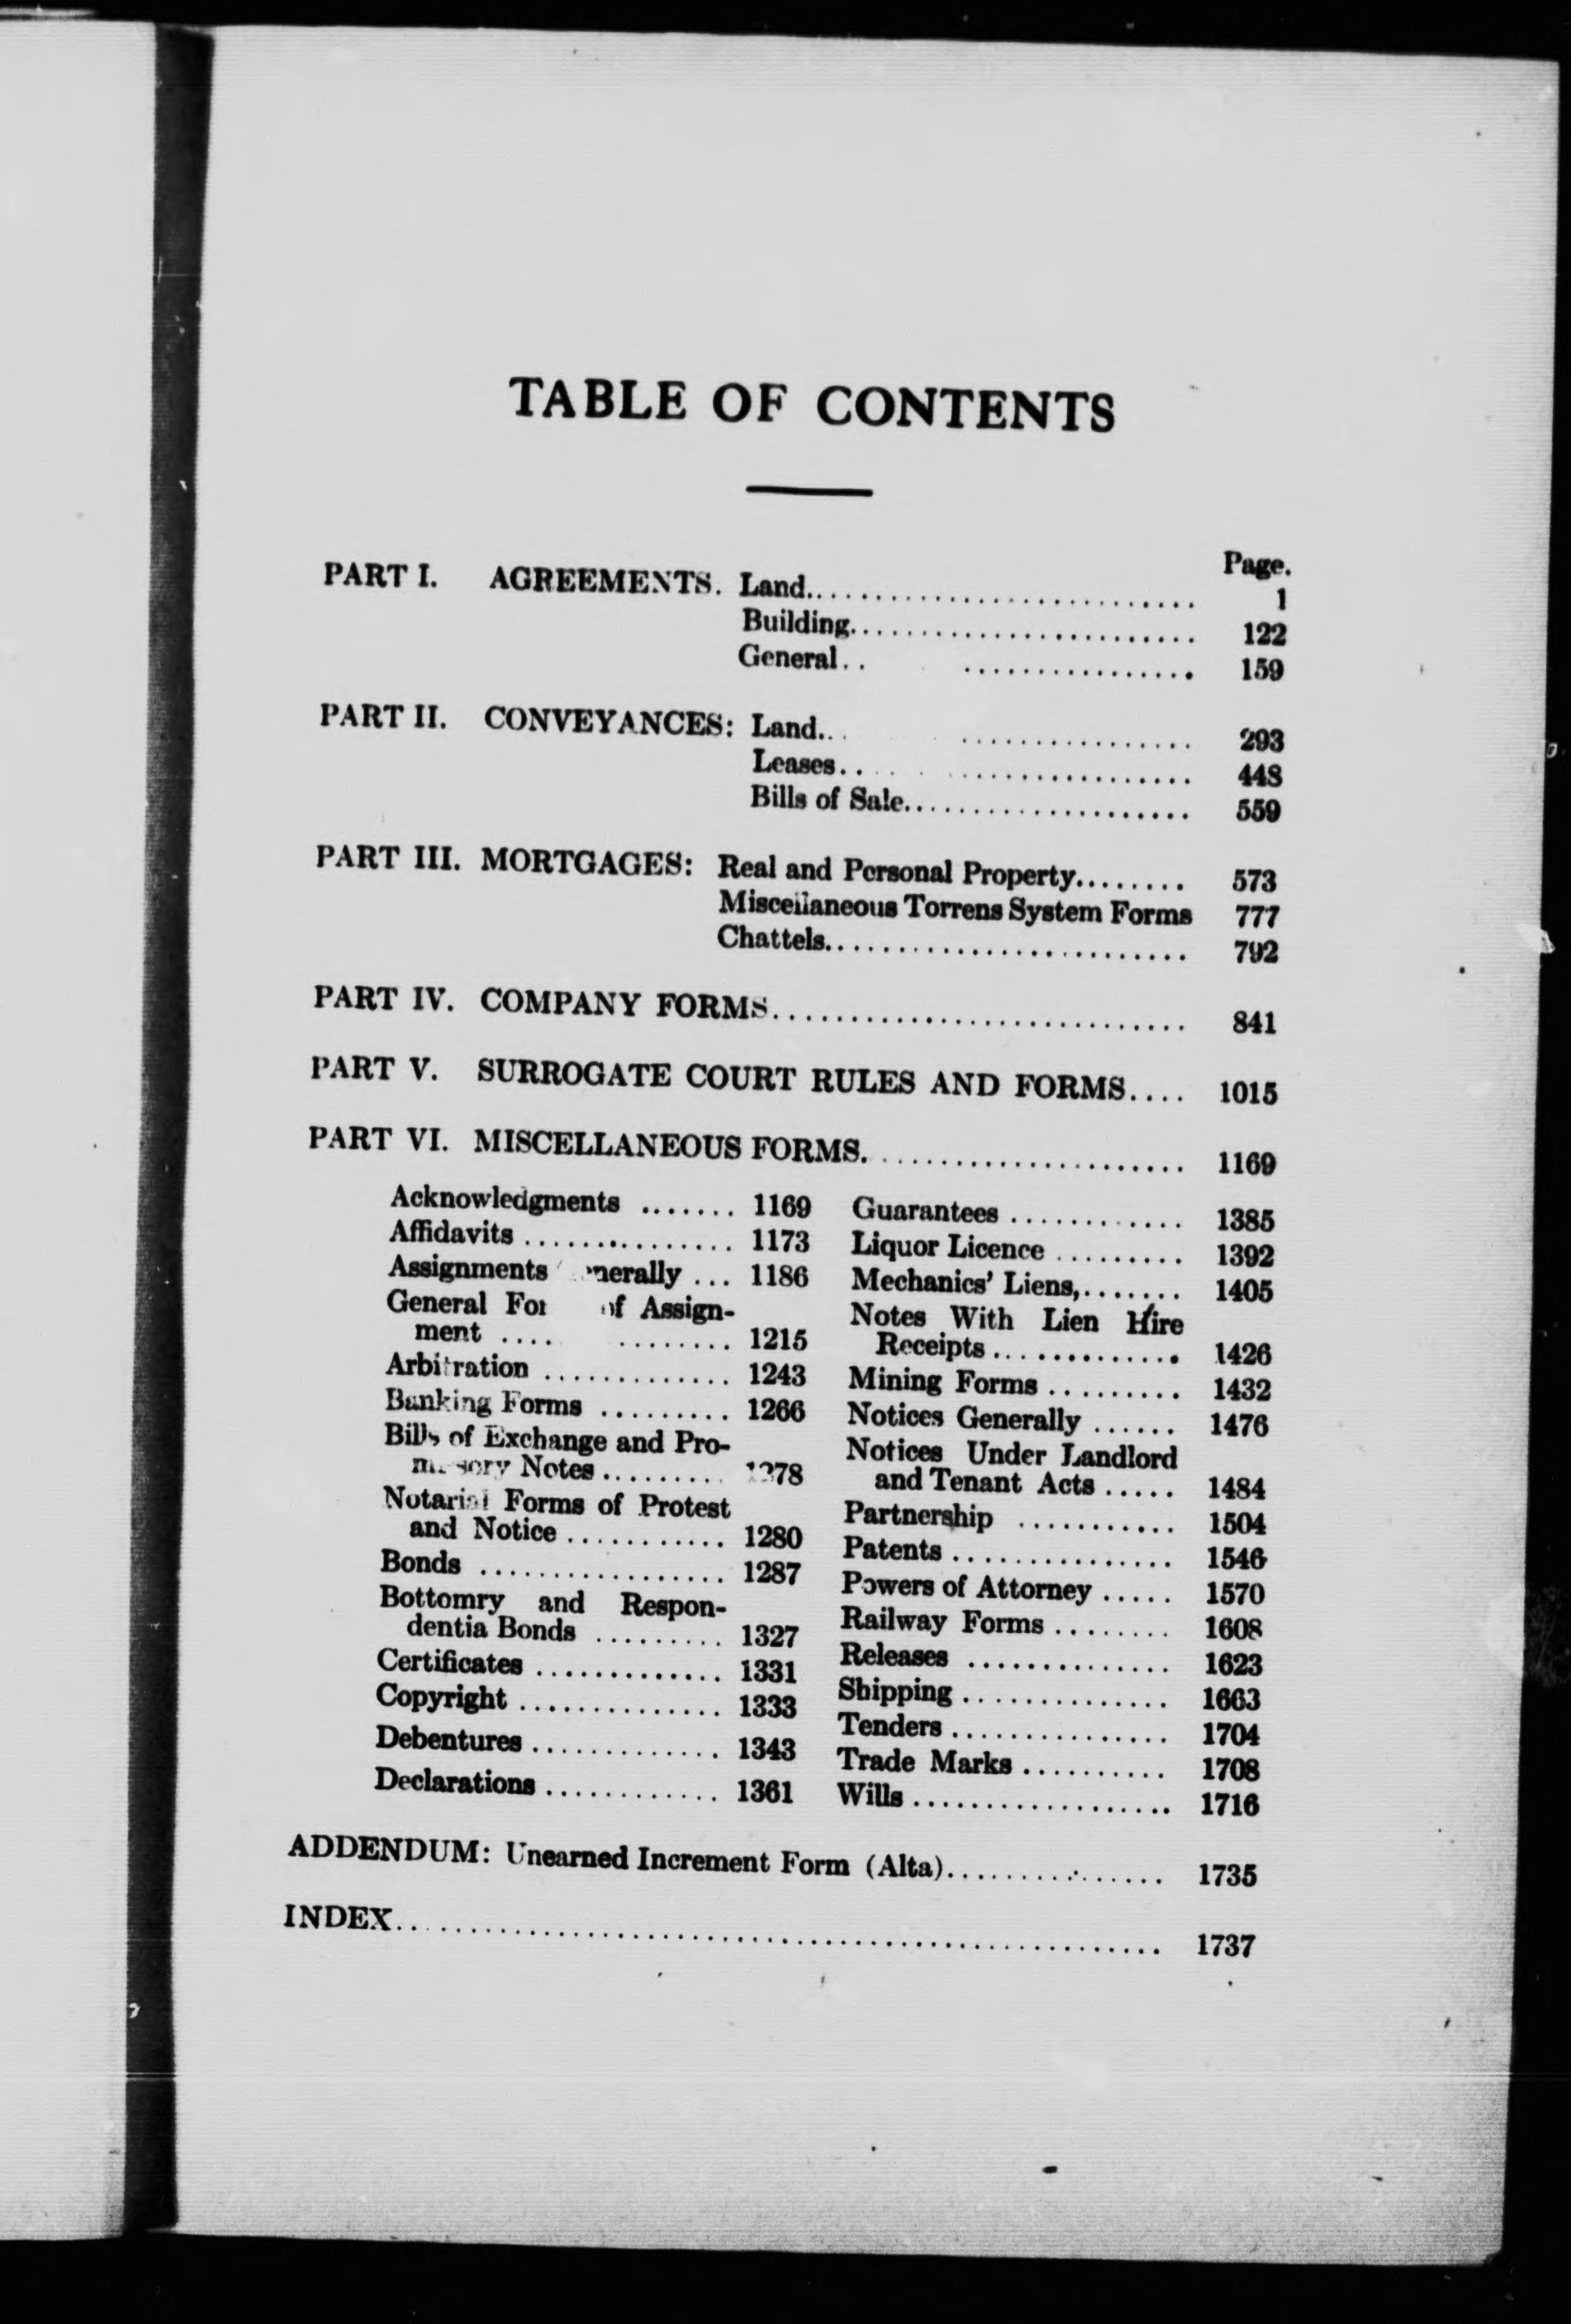 TABLE OF CONTENTS
Page.
PART I. AGREEMENTS. Land............................ 1
Building........................ 122
General.. ................ 159
PART II. CONVEYANCES: Land... ................ 293
Leases.... ................. 448
Bills of Sale..................... 559
PART III. MORTGAGES: Real and Personal Property........ 573
Miscellaneous Torrens System Forms 777
Chattels.......................... 792
PART IV. COMPANY FORMS............................ 841
PART V. SURROGATE COURT RULES AND FORMS.... 1015
PART VI. MISCELLANEOUS FORMS...................... 1169
Acknowledgments ....... 1169
Affidavits ............... 1173
Assignments ... 1186
General of Assign-
ment .... ........ 1215
Arbitration ............. 1243
Banking Forms ......... 1266
Bills of Exchange and Pro-
Notes ..........
Notarial Forms of Protest
and Notice ........... 1280
Bonds ................. 1287
Bottomry and Respon-
dentia Bonds ......... 1327
Certificates ............. 1331
Copyright .............. 1333
Debentures ............. 1343
Declarations ............ 1361
Guarantees ............ 1385
Liquor Licence ......... 1392
Mechanics' Liens,....... 1405
Notes With Lien Hire
Receipts.............. 1426
Mining Forms ......... 1432
Notices Generally ...... 1476
Notices Under Landlord
and Tenant Acts ..... 1484
Partnership ........... 1504
Patents ............... 1546
Powers of Attorney ..... 1570
Railway Forms ........ 1608
Releases .............. 1623
Shipping .............. 1663
Tenders ............... 1704
Trade Marks .......... 1708
Wills .................. 1716
ADDENDUM: Unearned Increment Form (Alta)............... 1735
INDEX.................................................... 1737